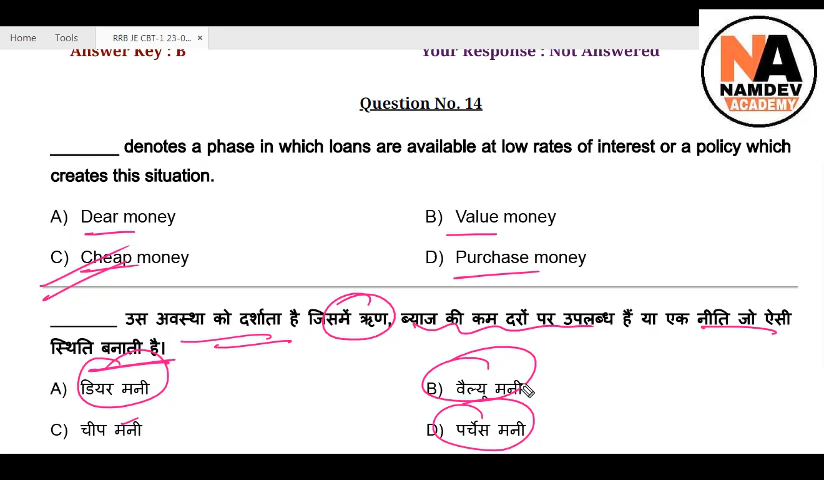 Home Tools RRB JE CBT-1 23-0... ×
NAMDEV
ACADEMY
Answer Key : B Your Response : Not Answered
Question No. 14
________ denotes a phase in which loans are available at low rates of interest or a policy which
creates this situation.
A) Dear money B) Value money
C) Cheap money D) Purchase money
________ उस अवस्था को दर्शाता है जिसमें ऋण, ब्याज की कम दरों पर उपलब्ध हैं या एक नीति जो ऐसी
स्थिति बनाती है।
A) डियर मनी B) वैल्यू मनी
C) चीप मनी D) पर्चेस मनी